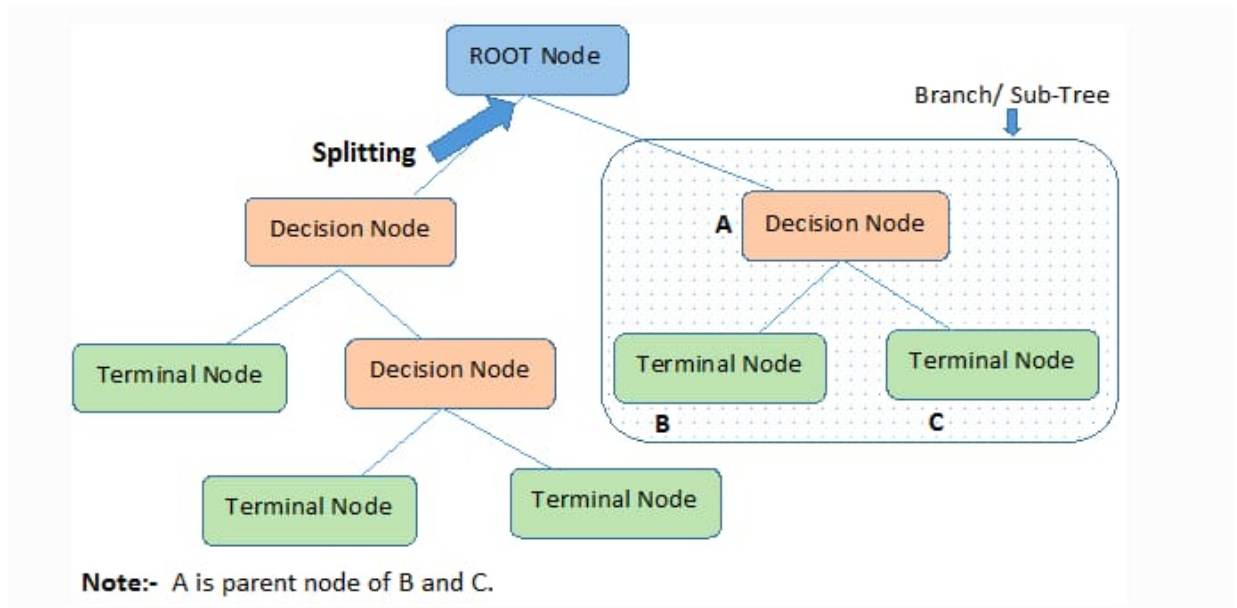 ROOT Node
Branch/ Sub-Tree
Splitting
Decision Node
A
Decision Node
Terminal Node
Decision Node
Terminal Node
Terminal Node
B
C
Terminal Node
Terminal Node
Note:- A is parent node of B and C.